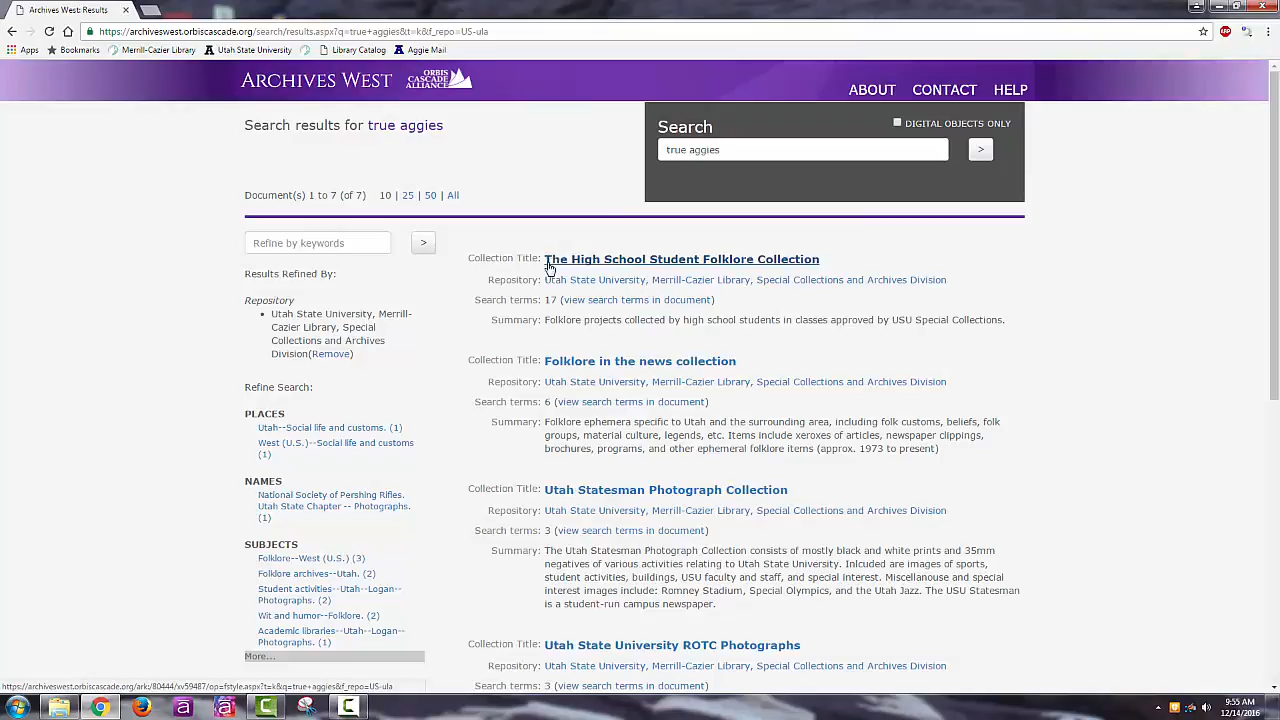 Archives West: Results
https://archiveswest.orbiscascade.org/search/results.aspx?q=true+aggies&t=k&f_repo=US-ula
Apps Bookmarks Merrill-Cazier Library Utah State University Library Catalog Aggie Mail
ARCHIVES WEST ORBIS CASCADE ALLIANCE
ABOUT CONTACT HELP
Search results for true aggies
Search DIGITAL OBJECTS ONLY
true aggies >
Document(s) 1 to 7 (of 7) 10 | 25 | 50 | All
Refine by keywords >
Results Refined By:
Repository
• Utah State University, Merrill-
Cazier Library, Special
Collections and Archives
Division(Remove)
Refine Search:
PLACES
Utah--Social life and customs. (1)
West (U.S.)--Social life and customs
(1)
NAMES
National Society of Pershing Rifles.
Utah State Chapter -- Photographs.
(1)
SUBJECTS
Folklore--West (U.S.) (3)
Folklore archives--Utah. (2)
Student activities--Utah--Logan--
Photographs. (2)
Wit and humor--Folklore. (2)
Academic libraries--Utah--Logan--
Photographs. (1)
More...
Collection Title: The High School Student Folklore Collection
Repository: Utah State University, Merrill-Cazier Library, Special Collections and Archives Division
Search terms: 17 (view search terms in document)
Summary: Folklore projects collected by high school students in classes approved by USU Special Collections.
Collection Title: Folklore in the news collection
Repository: Utah State University, Merrill-Cazier Library, Special Collections and Archives Division
Search terms: 6 (view search terms in document)
Summary: Folklore ephemera specific to Utah and the surrounding area, including folk customs, beliefs, folk
groups, material culture, legends, etc. Items include xeroxes of articles, newspaper clippings,
brochures, programs, and other ephemeral folklore items (approx. 1973 to present)
Collection Title: Utah Statesman Photograph Collection
Repository: Utah State University, Merrill-Cazier Library, Special Collections and Archives Division
Search terms: 3 (view search terms in document)
Summary: The Utah Statesman Photograph Collection consists of mostly black and white prints and 35mm
negatives of various activities relating to Utah State University. Inlcuded are images of sports,
student activities, buildings, USU faculty and staff, and special interest. Miscellanouse and special
interest images include: Romney Stadium, Special Olympics, and the Utah Jazz. The USU Statesman
is a student-run campus newspaper.
Collection Title: Utah State University ROTC Photographs
Repository: Utah State University, Merrill-Cazier Library, Special Collections and Archives Division
Search terms: 3 (view search terms in document)
https://archiveswest.orbiscascade.org/ark:/80444/xv59487/op=fstyle.aspx?t=k&q=true+aggies&f_repo=US-ula
9:55 AM
12/14/2016